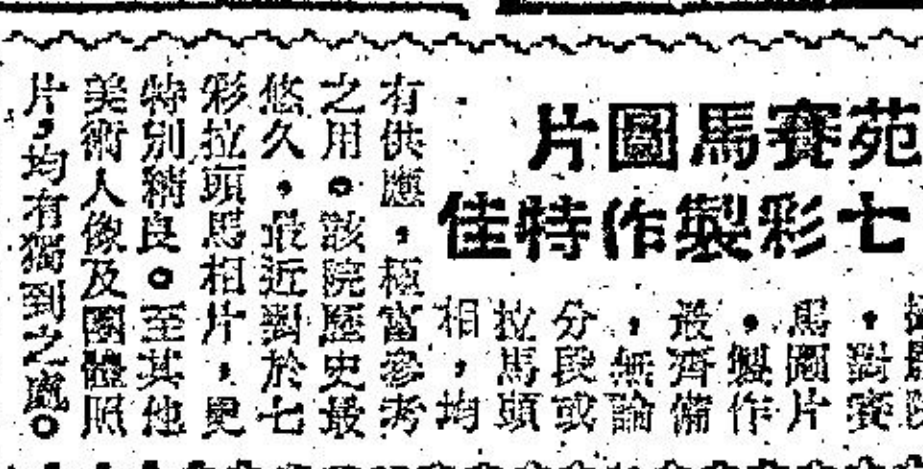 苑賽馬圖片
七彩製作特佳
，對賽
馬圖片
，製作
最齊備
，無論
分段或
拉馬頭
相，均
有供應，極富參考
之用。該院歷史最
悠久，最近對於七
彩拉頭馬相片，更
特別精良。至其他
美術人像及團體照
片，均有獨到之處。